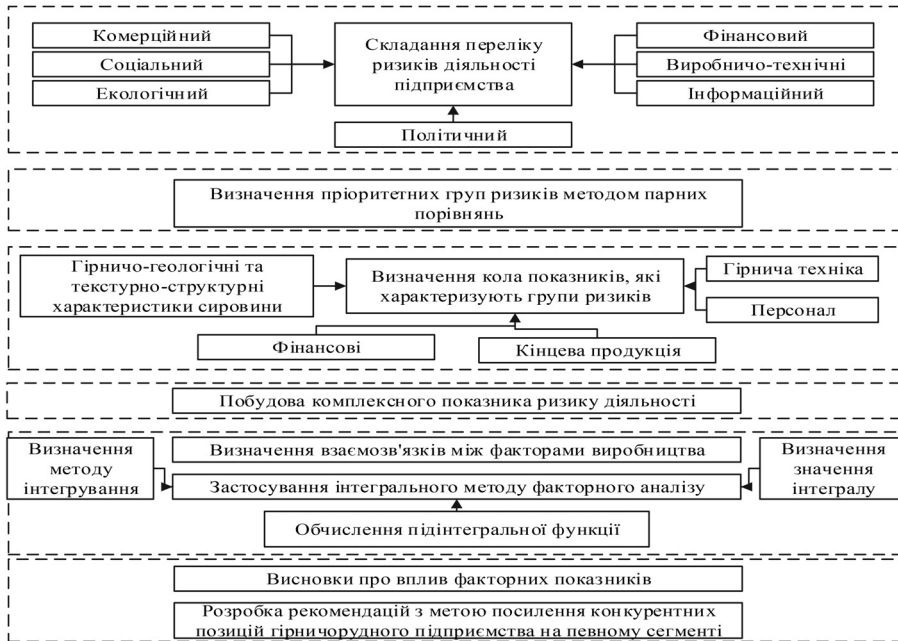 Комерційний
Соціальний
Екологічний
Складання переліку
ризиків діяльності
підприємства
Фінансовий
Виробничо-технічні
Інформаційний
Політичний
Визначення пріоритетних груп ризиків методом парних
порівнянь
Гірничо-геологічні та
текстурно-структурні
характеристики сировини
Визначення кола показників, які
характеризують групи ризиків
Гірнича техніка
Персонал
Фінансові
Кінцева продукція
Побудова комплексного показника ризику діяльності
Визначення
методу
інтегрування
Визначення взаємозв'язків між факторами виробництва
Застосування інтегрального методу факторного аналізу
Обчислення підінтегральної функції
Визначення
значення
інтегралу
Висновки про вплив факторних показників
Розробка рекомендацій з метою посилення конкурентних
позицій гірничорудного підприємства на певному сегменті